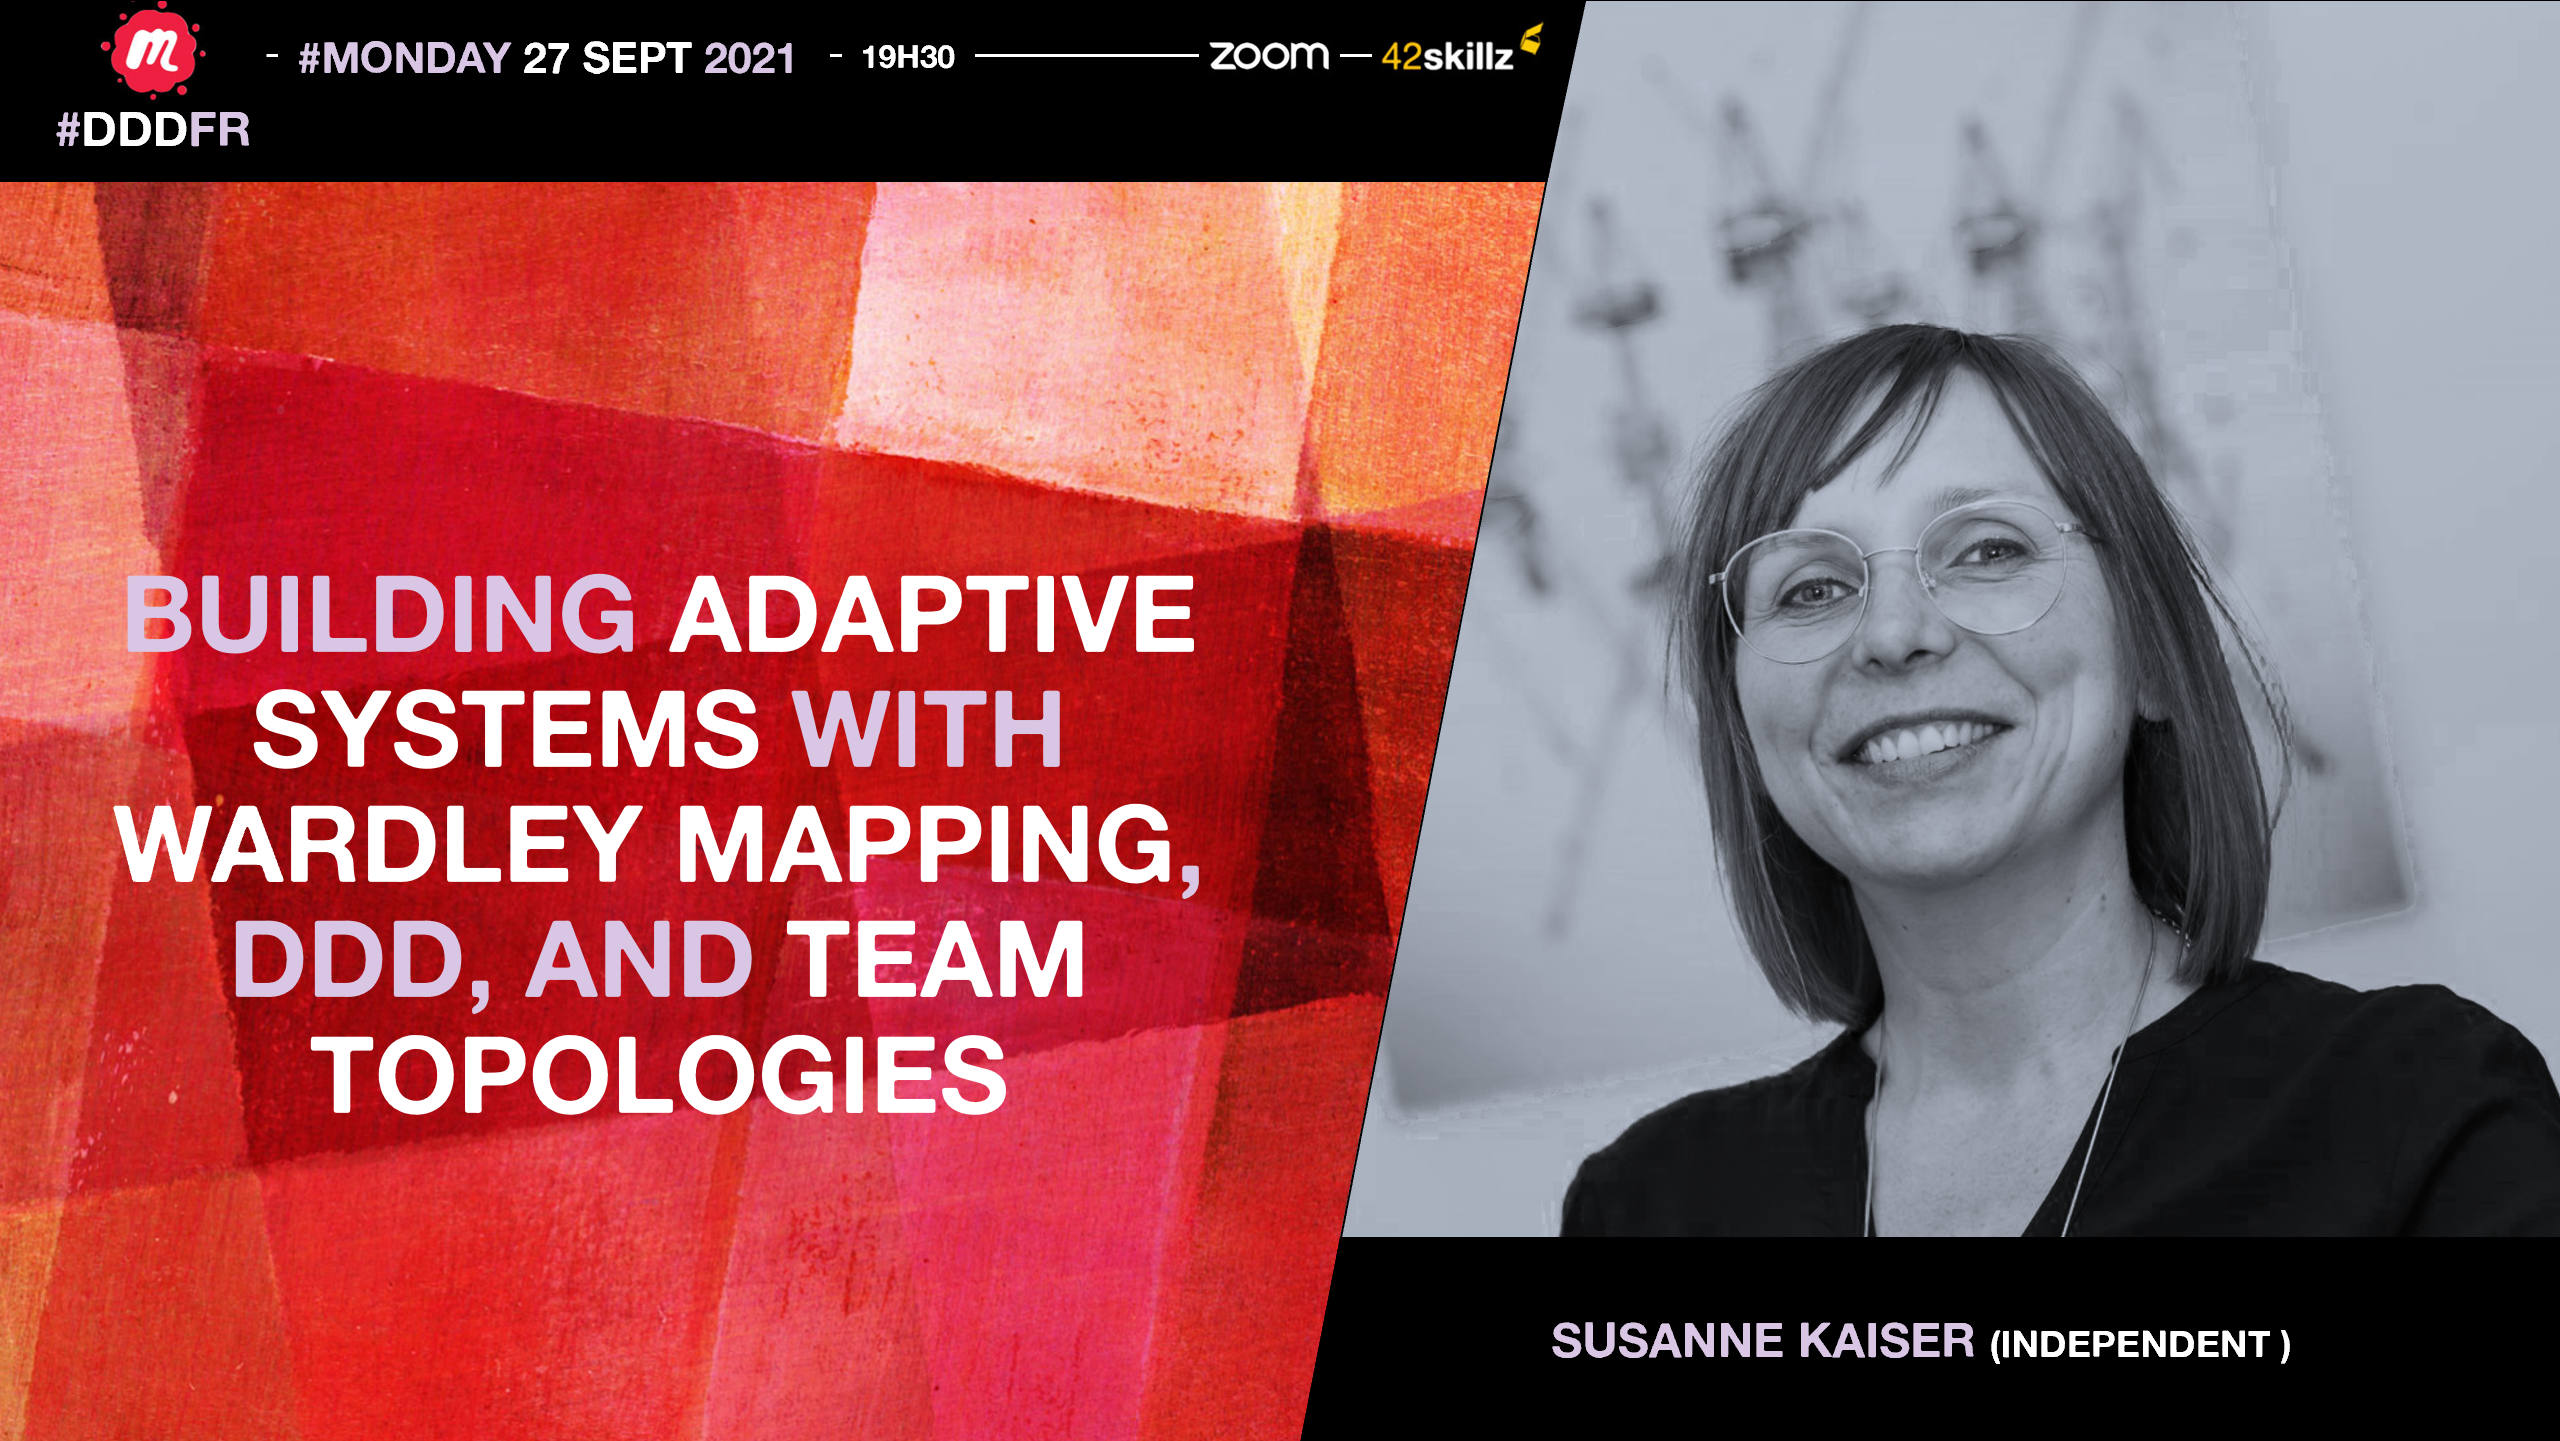 m
- #MONDAY 27 SEPT 2021 - 19H30 — zoom — 42skillz
#DDDFR
BUILDING ADAPTIVE
SYSTEMS WITH
WARDLEY MAPPING,
DDD, AND TEAM
TOPOLOGIES
SUSANNE KAISER (INDEPENDENT )